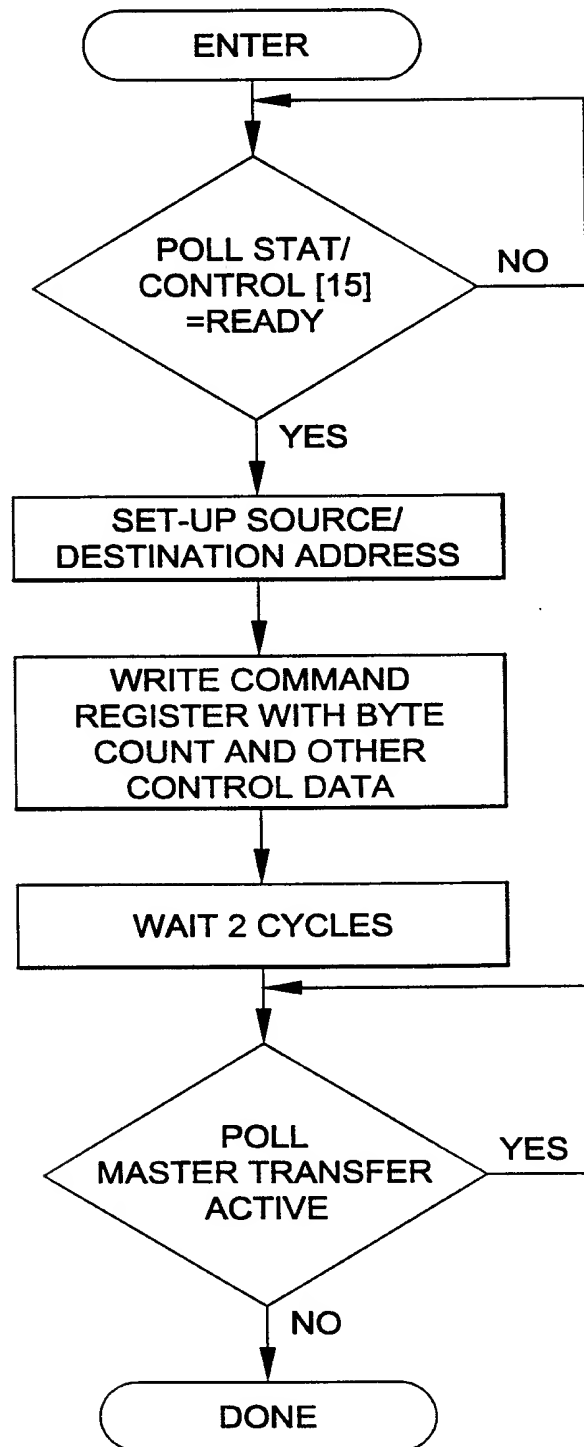 ENTER
POLL STAT/
CONTROL [15]
=READY
NO
YES
SET-UP SOURCE/
DESTINATION ADDRESS
WRITE COMMAND
REGISTER WITH BYTE
COUNT AND OTHER
CONTROL DATA
WAIT 2 CYCLES
POLL
MASTER TRANSFER
ACTIVE
YES
NO
DONE